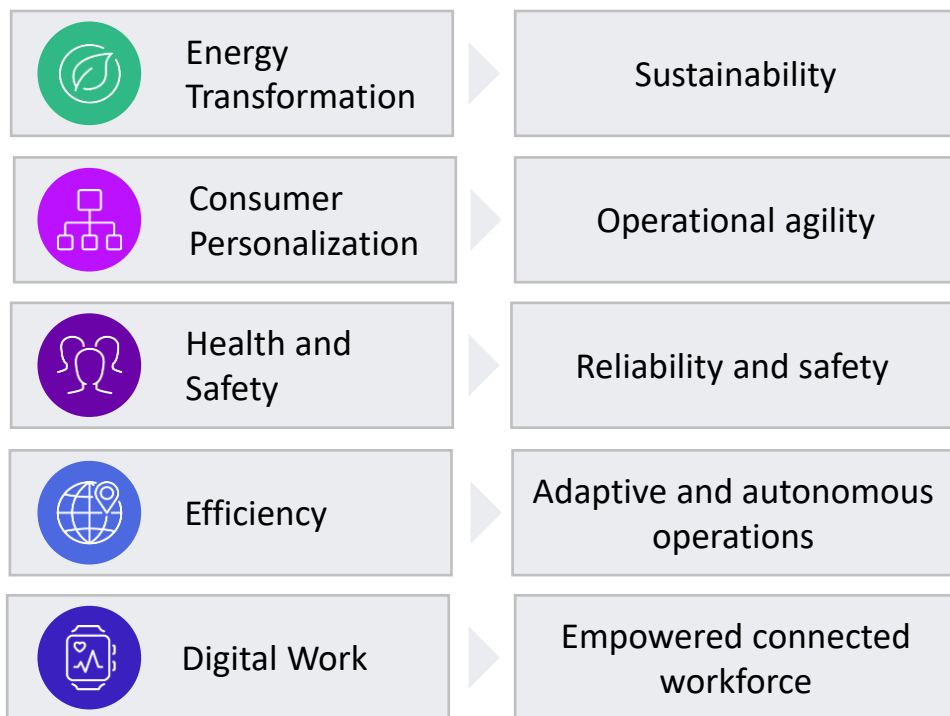 Energy
Transformation
Sustainability
Consumer
Personalization
Operational agility
Health and
Safety
Reliability and safety
Efficiency
Adaptive and autonomous
operations
Digital Work
Empowered connected
workforce